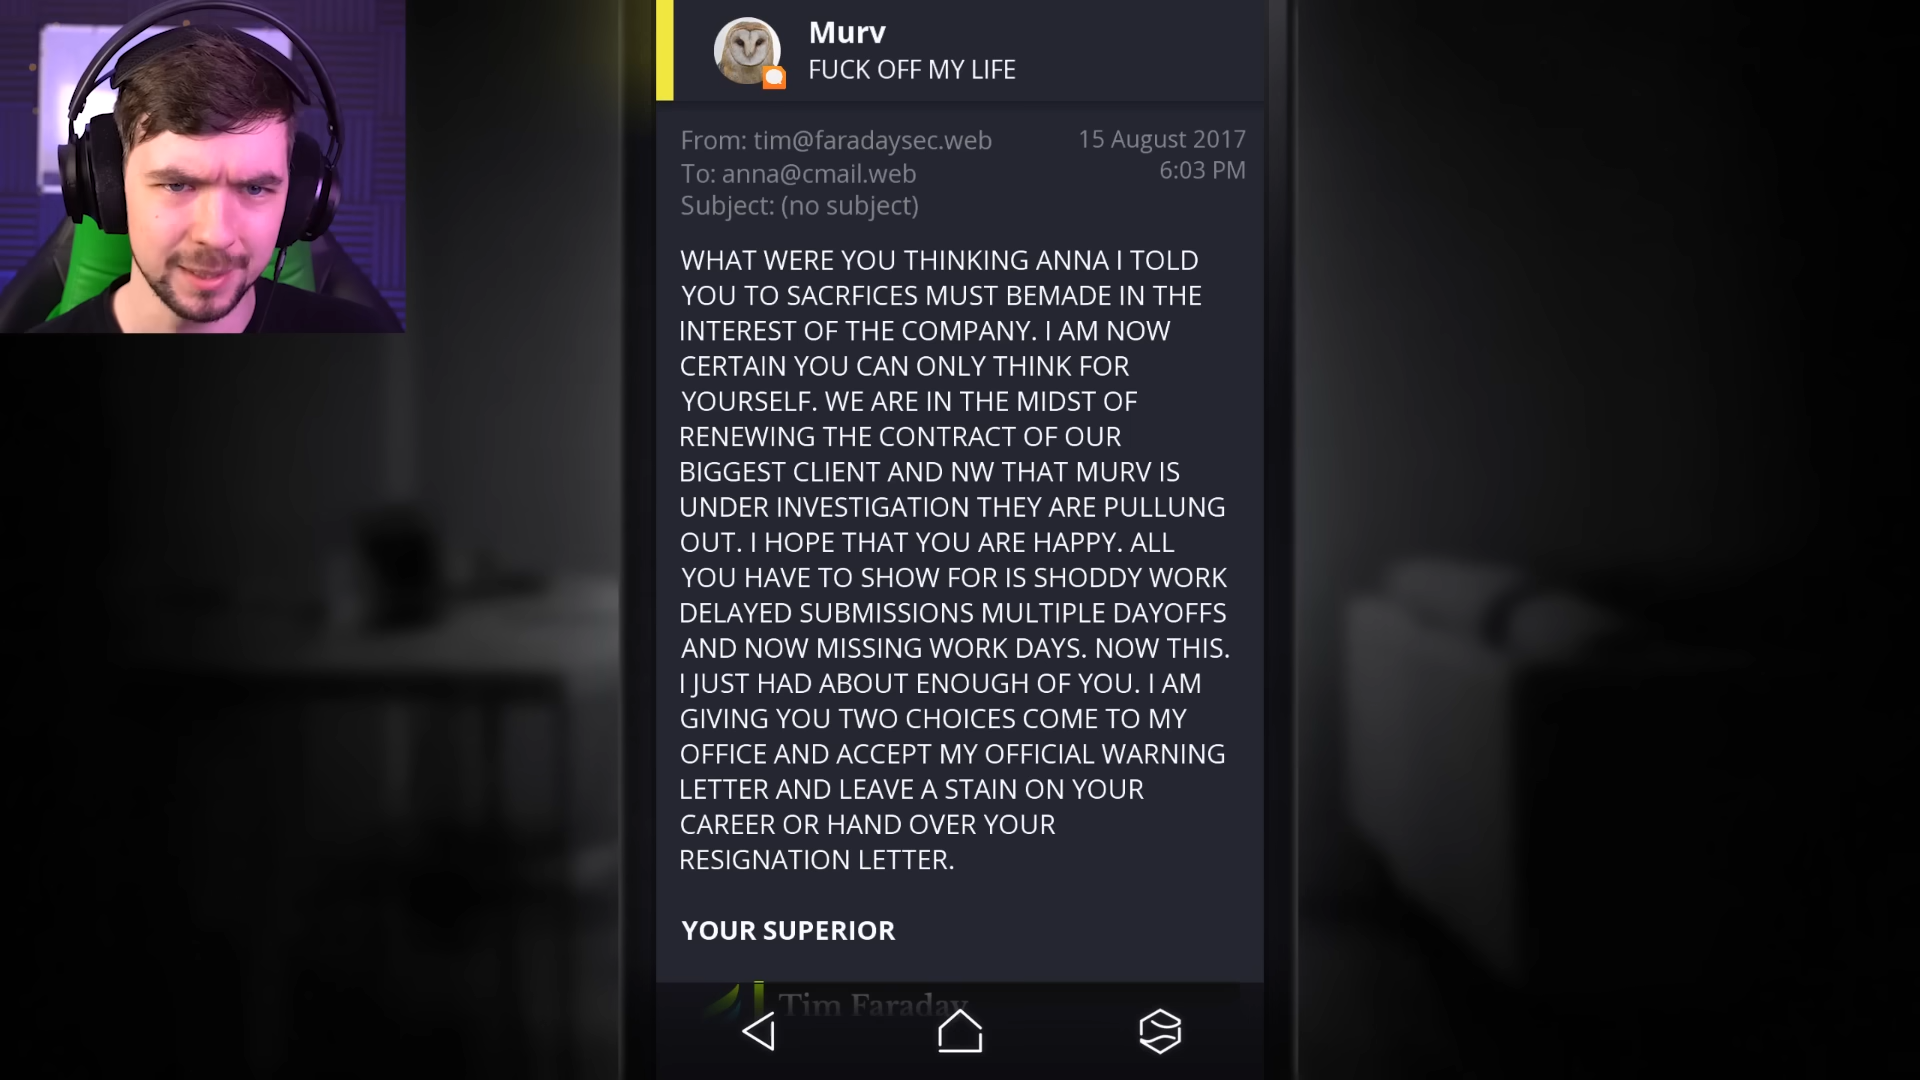 Murv
FUCK OFF MY LIFE
From: tim@faradaysec.web
15 August 2017
To: anna@cmail.web
6:03 PM
Subject: (no subject)
WHAT WERE YOU THINKING ANNA I TOLD
YOU TO SACRFICES MUST BEMADE IN THE
INTEREST OF THE COMPANY. I AM NOW
CERTAIN YOU CAN ONLY THINK FOR
YOURSELF. WE ARE IN THE MIDST OF
RENEWING THE CONTRACT OF OUR
BIGGEST CLIENT AND NW THAT MURV IS
UNDER INVESTIGATION THEY ARE PULLUNG
OUT. I HOPE THAT YOU ARE HAPPY. ALL
YOU HAVE TO SHOW FOR IS SHODDY WORK
DELAYED SUBMISSIONS MULTIPLE DAYOFFS
AND NOW MISSING WORK DAYS. NOW THIS.
I JUST HAD ABOUT ENOUGH OF YOU. I AM
GIVING YOU TWO CHOICES COME TO MY
OFFICE AND ACCEPT MY OFFICIAL WARNING
LETTER AND LEAVE A STAIN ON YOUR
CAREER OR HAND OVER YOUR
RESIGNATION LETTER.
YOUR SUPERIOR
Tim Faraday